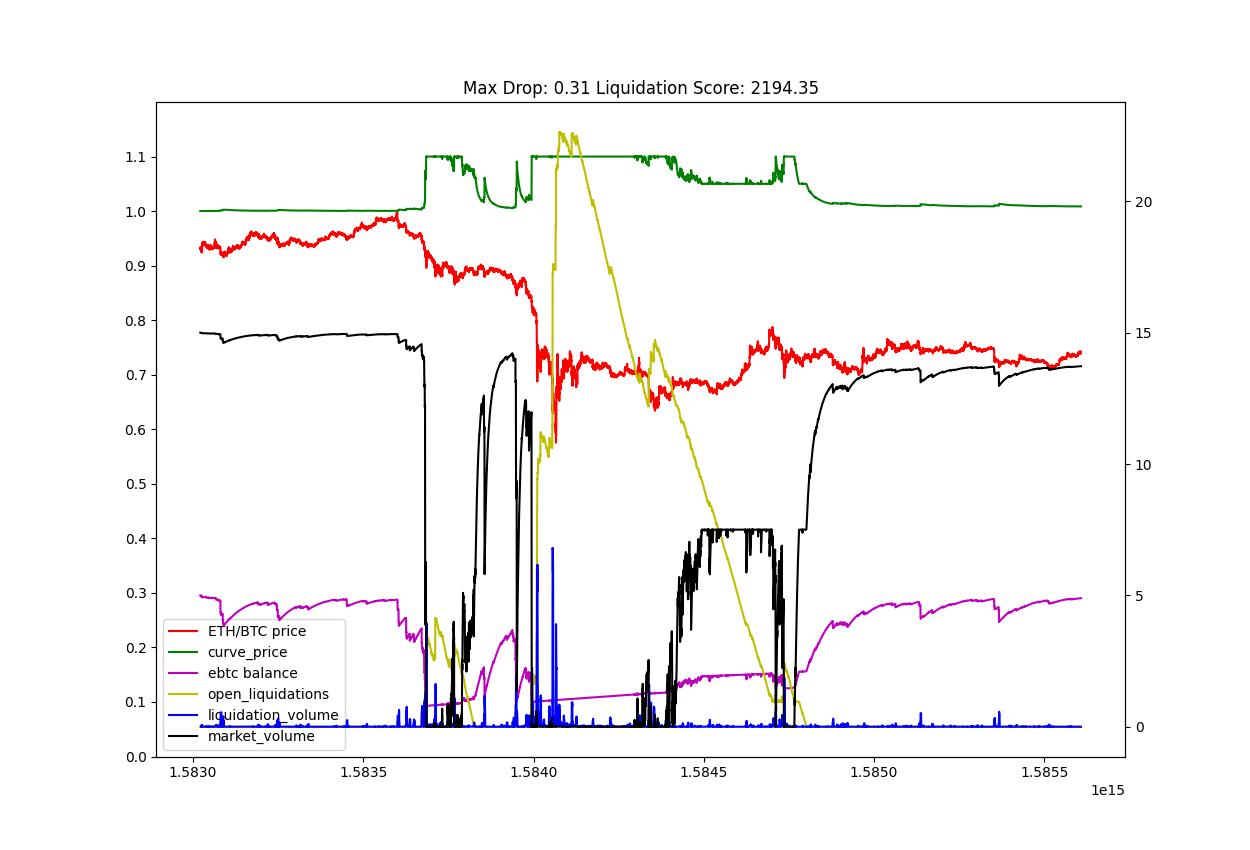 Max Drop: 0.31 Liquidation Score: 2194.35
1.1
1.0
0.9
0.8
0.7
0.6
0.5
0.4
0.3
0.2
0.1
0.0
20
15
10
5
0
ETH/BTC price
curve_price
ebtc balance
open_liquidations
liquidation_volume
market_volume
1.5830 1.5835 1.5840 1.5845 1.5850 1.5855
1e15